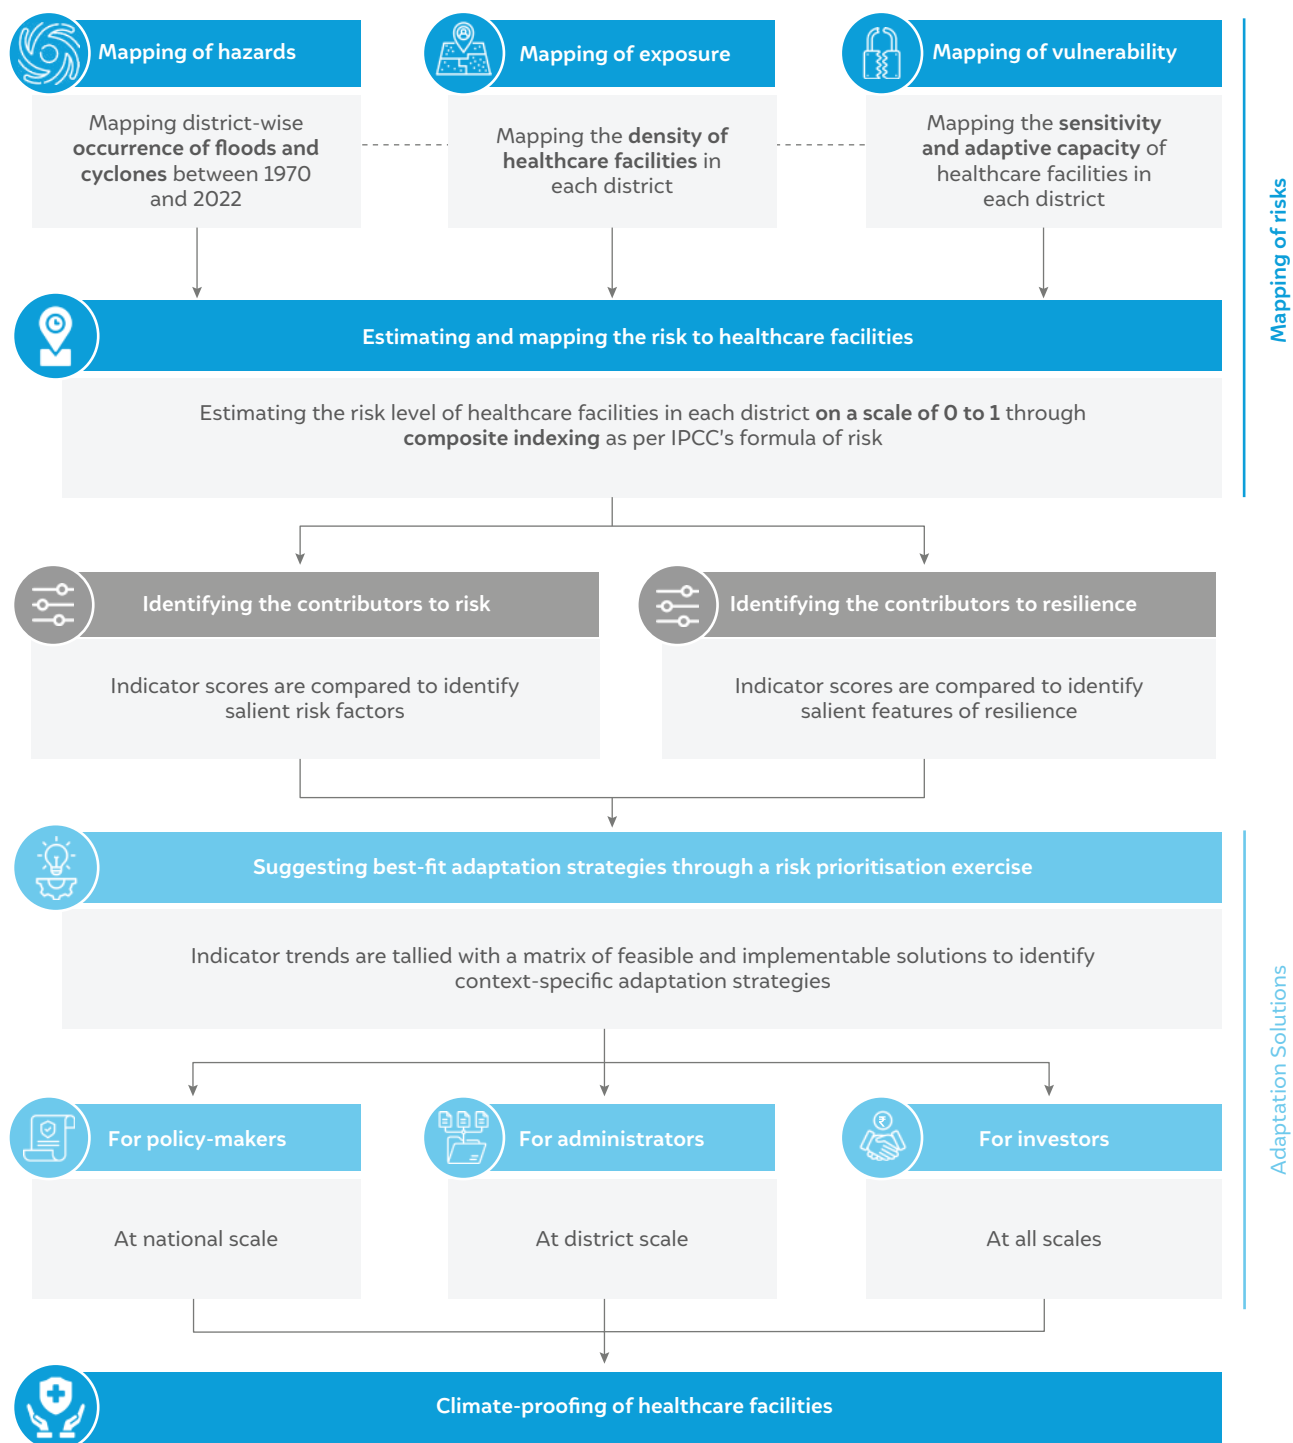 Mapping of hazards
Mapping district-wise
occurrence of floods and
cyclones between 1970
and 2022
Mapping of exposure
Mapping the density of
healthcare facilities in
each district
Mapping of vulnerability
Mapping the sensitivity
and adaptive capacity of
healthcare facilities in
each district
Mapping of risks
Estimating and mapping the risk to healthcare facilities
Estimating the risk level of healthcare facilities in each district on a scale of 0 to 1 through
composite indexing as per IPCC's formula of risk
Identifying the contributors to risk
Indicator scores are compared to identify
salient risk factors
Identifying the contributors to resilience
Indicator scores are compared to identify
salient features of resilience
Suggesting best-fit adaptation strategies through a risk prioritisation exercise
Indicator trends are tallied with a matrix of feasible and implementable solutions to identify
context-specific adaptation strategies
Adaptation Solutions
For policy-makers
At national scale
For administrators
At district scale
₹
For investors
At all scales
Climate-proofing of healthcare facilities